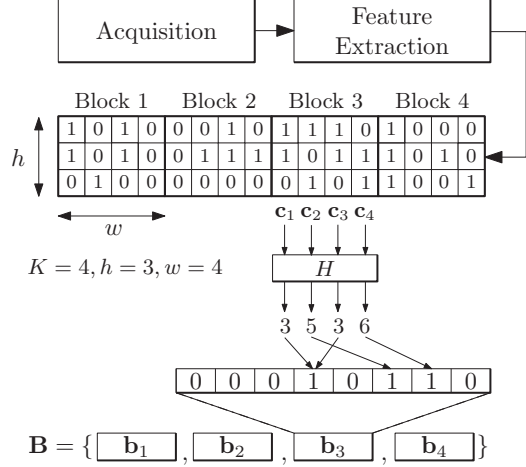 Acquisition
Feature
Extraction
Block 1 Block 2 Block 3 Block 4
1 0 1 0 0 0 1 0 1 1 1 0 1 0 0 0
h
1 0 1 0 0 1 1 1 1 0 1 1 1 0 1 0
0 1 0 0 0 0 0 0 0 1 0 1 1 0 0 1
w
c₁ c₂ c₃ c₄
K = 4, h = 3, w = 4
H
3 5 3 6
0 0 0 1 0 1 1 0
B = { b₁ , b₂ , b₃ , b₄ }